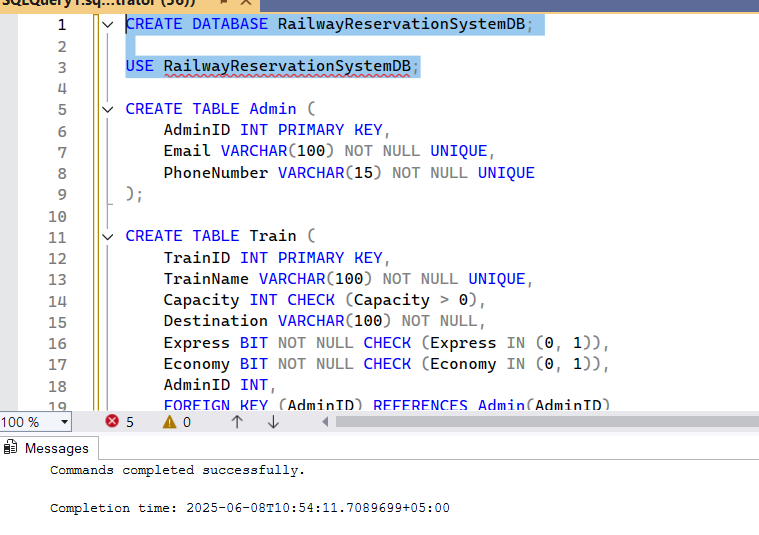 SQLQuery1.sq...trator (56))
1 CREATE DATABASE RailwayReservationSystemDB;
2
3 USE RailwayReservationSystemDB;
4
5 CREATE TABLE Admin (
6 AdminID INT PRIMARY KEY,
7 Email VARCHAR(100) NOT NULL UNIQUE,
8 PhoneNumber VARCHAR(15) NOT NULL UNIQUE
9 );
10
11 CREATE TABLE Train (
12 TrainID INT PRIMARY KEY,
13 TrainName VARCHAR(100) NOT NULL UNIQUE,
14 Capacity INT CHECK (Capacity > 0),
15 Destination VARCHAR(100) NOT NULL,
16 Express BIT NOT NULL CHECK (Express IN (0, 1)),
17 Economy BIT NOT NULL CHECK (Economy IN (0, 1)),
18 AdminID INT,
19 FOREIGN KEY (AdminID) REFERENCES Admin(AdminID)
100 % 5 0
Messages
Commands completed successfully.
Completion time: 2025-06-08T10:54:11.7089699+05:00